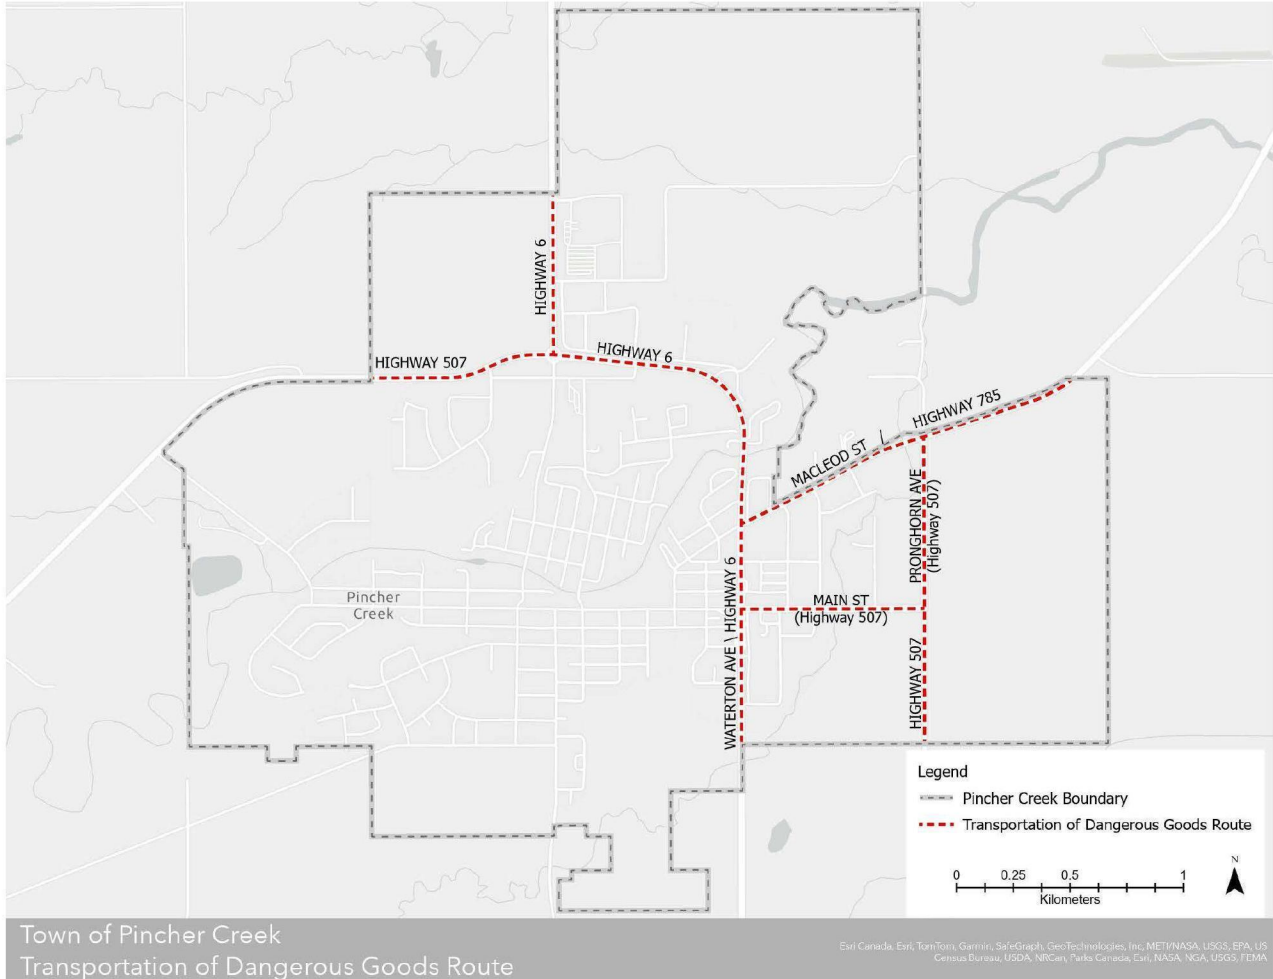 HIGHWAY 6
HIGHWAY 507
HIGHWAY 6
HIGHWAY 785
MACLEOD ST /
PRONGHORN AVE
(Highway 507)
WATERTON AVE \ HIGHWAY 6
Pincher
Creek
MAIN ST
(Highway 507)
HIGHWAY 507
Legend
Pincher Creek Boundary
Transportation of Dangerous Goods Route
N
0 0.25 0.5 1
Kilometers
Town of Pincher Creek
Transportation of Dangerous Goods Route
Esri Canada, Esri, TomTom, Garmin, SafeGraph, GeoTechnologies, Inc, METI/NASA, USGS, EPA, US
Census Bureau, USDA, NRCan, Parks Canada, Esri, NASA, NGA, USGS, FEMA